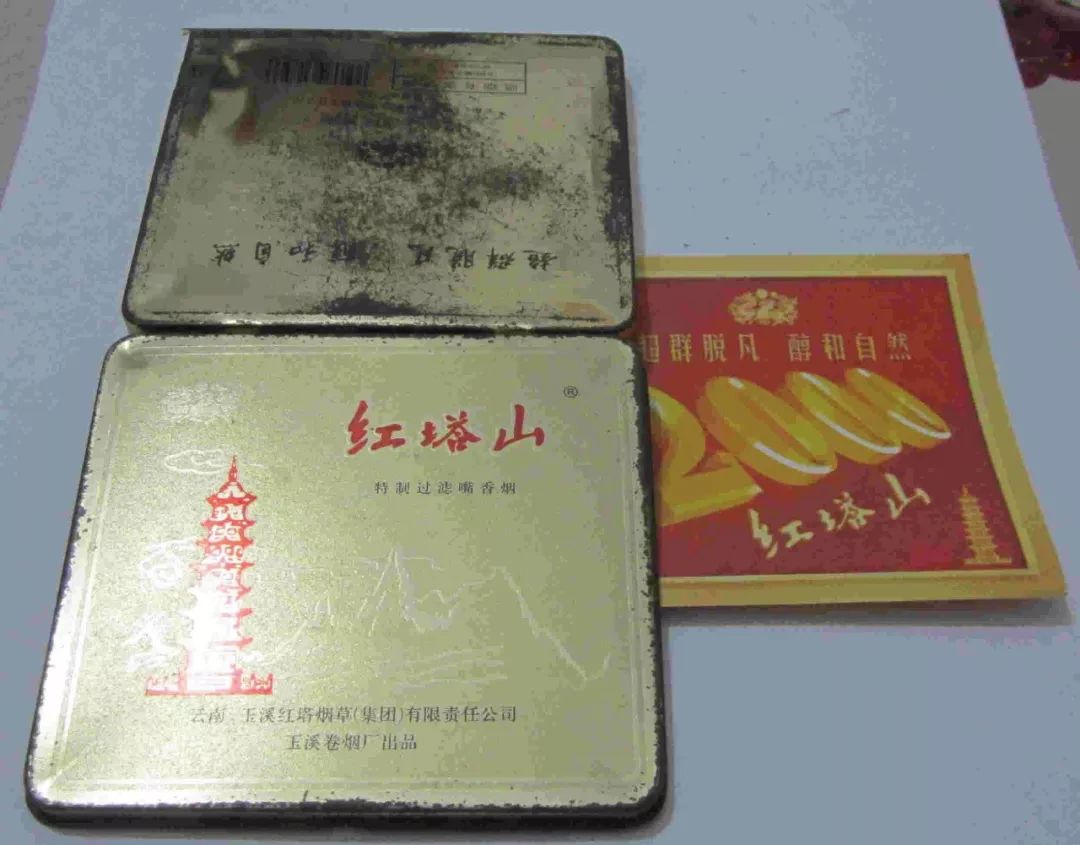 超群脱凡 醇和自然
红塔山
®
特制过滤嘴香烟
云南 玉溪红塔烟草(集团)有限责任公司
玉溪卷烟厂出品
超群脱凡 醇和自然
2000
红塔山